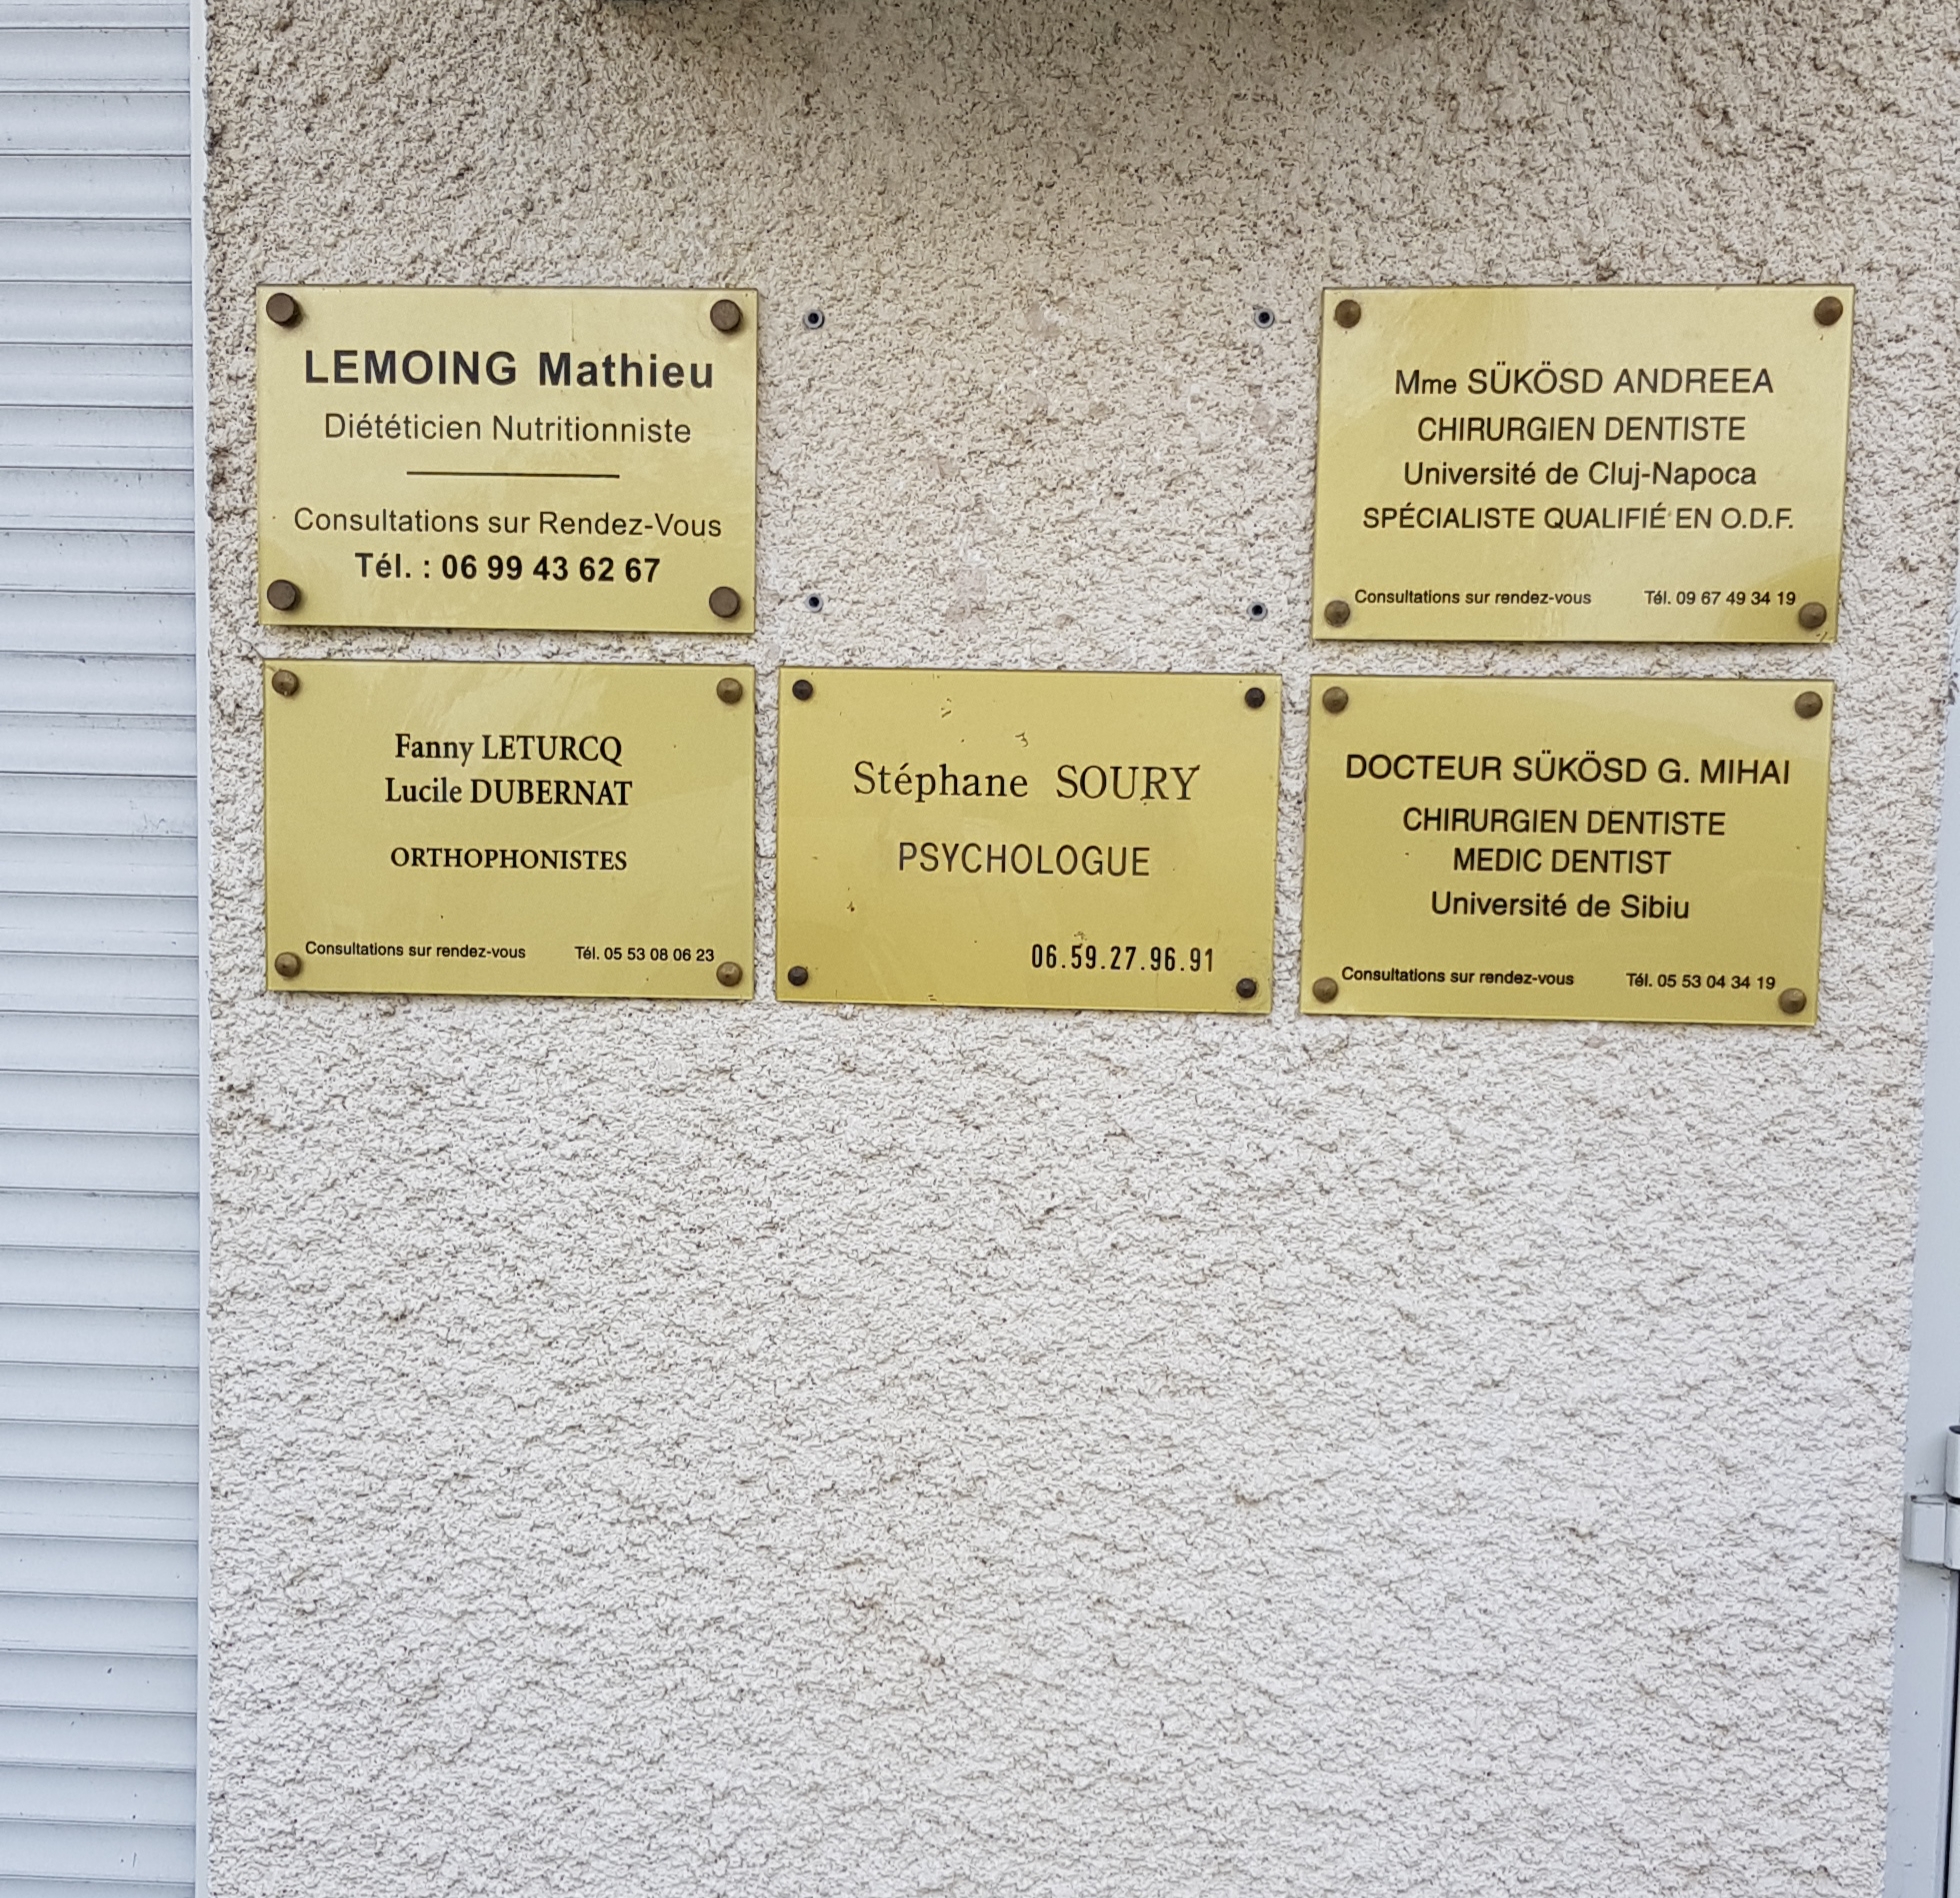 LEMOING Mathieu
Diététicien Nutritionniste
Consultations sur Rendez-Vous
Tél. : 06 99 43 62 67
Mme SÜKÖSD ANDREEA
CHIRURGIEN DENTISTE
Université de Cluj-Napoca
SPÉCIALISTE QUALIFIÉ EN O.D.F.
Consultations sur rendez-vous Tél. 09 67 49 34 19
Fanny LETURCQ
Lucile DUBERNAT
ORTHOPHONISTES
Consultations sur rendez-vous Tél. 05 53 08 06 23
Stéphane SOURY
PSYCHOLOGUE
06.59.27.96.91
DOCTEUR SÜKÖSD G. MIHAI
CHIRURGIEN DENTISTE
MEDIC DENTIST
Université de Sibiu
Consultations sur rendez-vous Tél. 05 53 04 34 19